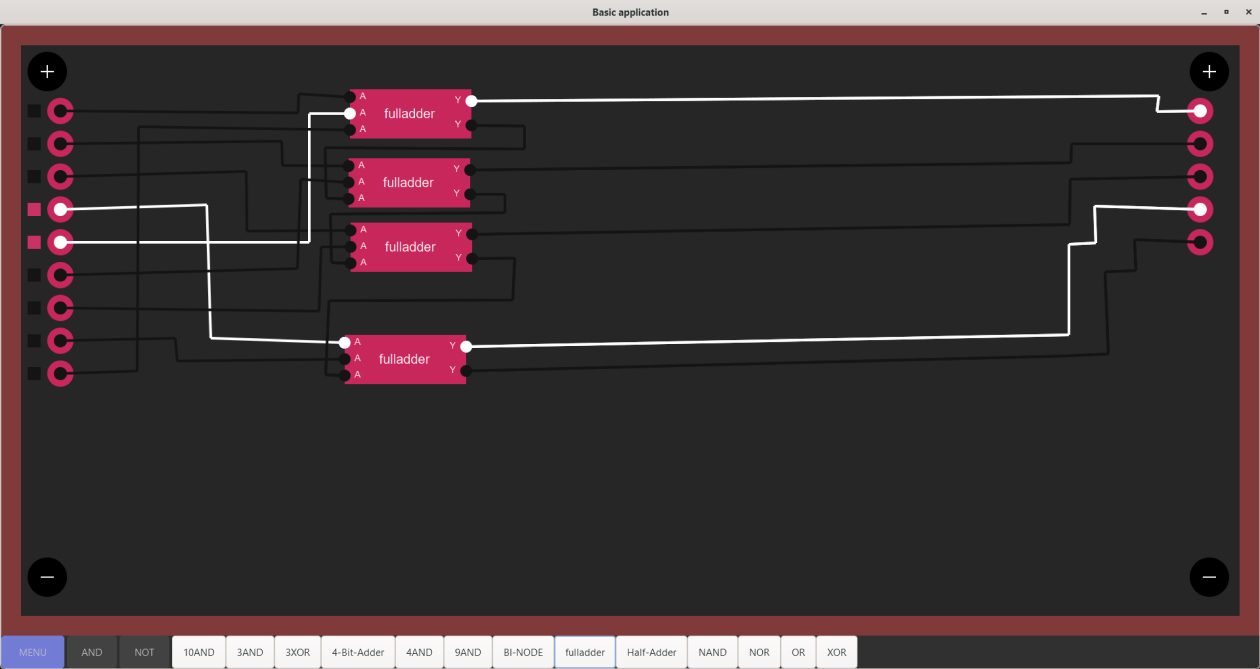 Basic application
A
A fulladder Y
A Y
A
A fulladder Y
A Y
A
A fulladder Y
A Y
A
A fulladder Y
A Y
MENU AND NOT 10AND 3AND 3XOR 4-Bit-Adder 4AND 9AND BI-NODE fulladder Half-Adder NAND NOR OR XOR